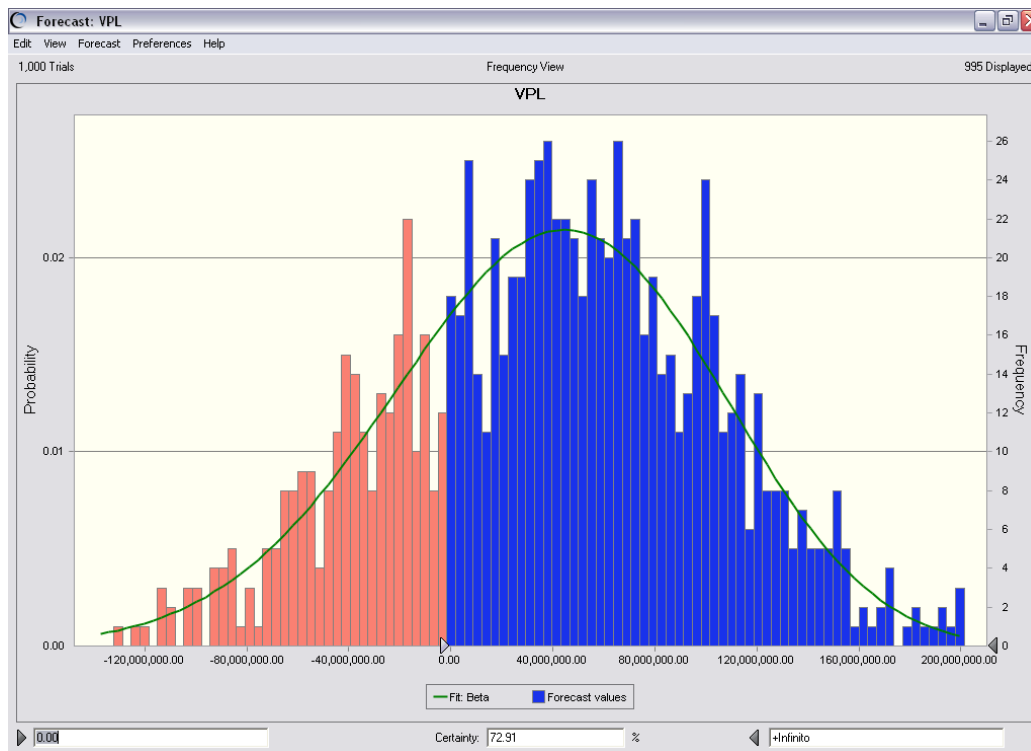 Forecast: VPL
Edit View Forecast Preferences Help
1,000 Trials Frequency View 995 Displayed
VPL
26
24
22
0.02 20
18
16
14
12
0.01 10
8
6
4
2
0.00 0
Probability
Frequency
-120,000,000.00 -80,000,000.00 -40,000,000.00 0.00 40,000,000.00 80,000,000.00 120,000,000.00 160,000,000.00 200,000,000.00
Fit: Beta Forecast values
0.00 Certainty: 72.91 % +Infinito